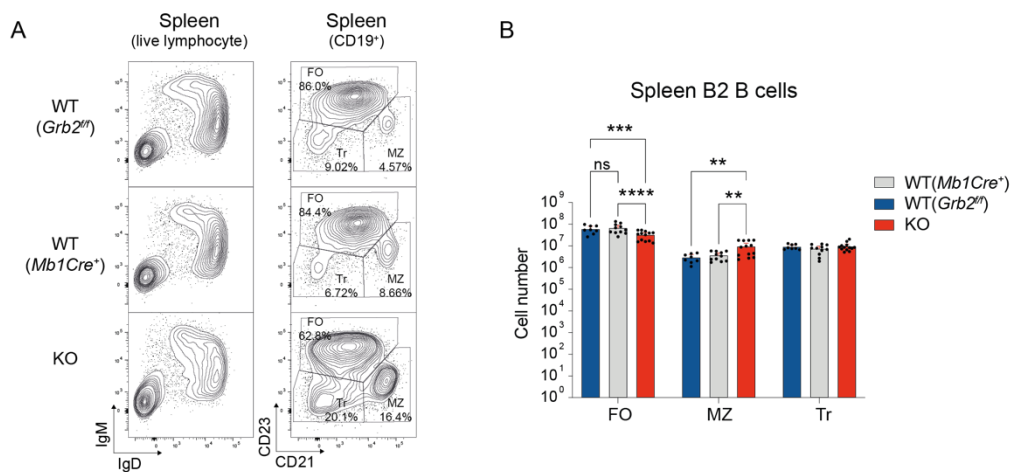 A
Spleen
(live lymphocyte)
Spleen
(CD19⁺)
WT
(Grb2ᶠ/ᶠ)
FO
86.0%
Tr
9.02%
MZ
4.57%
WT
(Mb1Cre⁺)
FO
84.4%
Tr
6.72%
MZ
8.66%
KO
FO
62.8%
Tr
20.1%
MZ
16.4%
IgM
IgD
CD23
CD21
B
Spleen B2 B cells
***
ns
****
**
**
WT(Mb1Cre⁺)
WT(Grb2ᶠ/ᶠ)
KO
Cell number
10⁹
10⁸
10⁷
10⁶
10⁵
10⁴
10³
10²
10¹
10⁰
FO
MZ
Tr